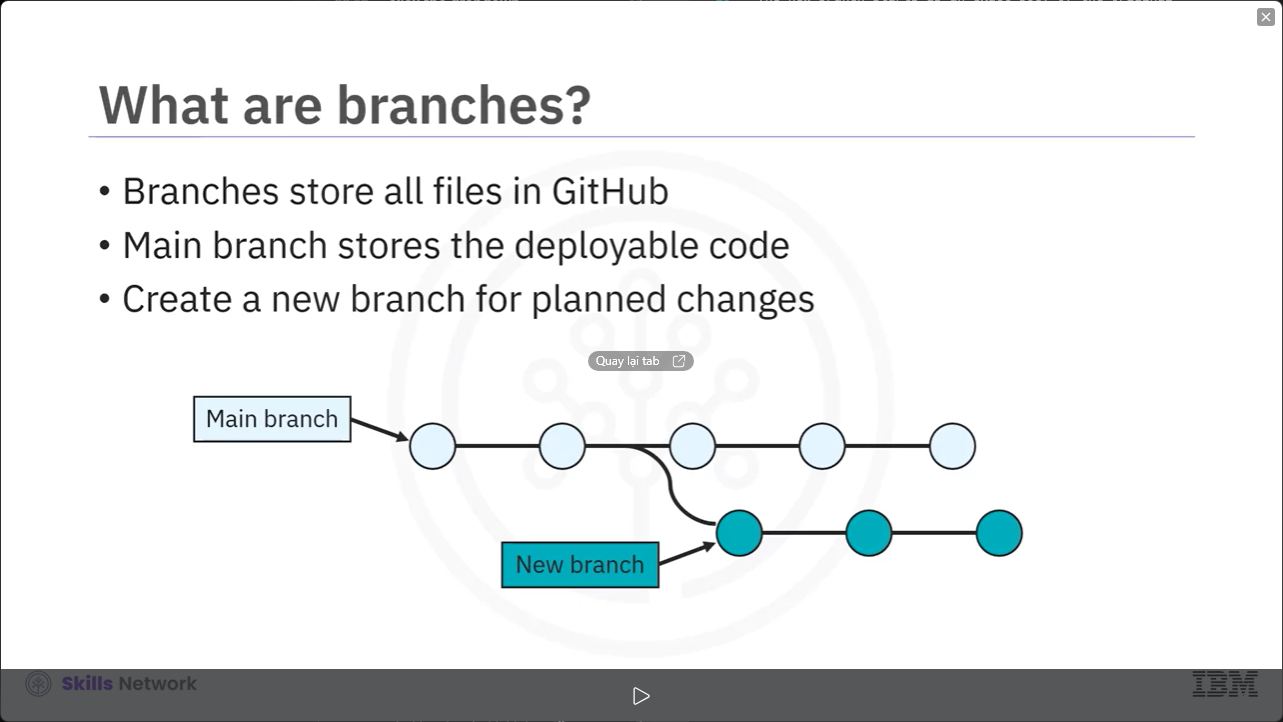 What are branches?
• Branches store all files in GitHub
• Main branch stores the deployable code
• Create a new branch for planned changes
Quay lại tab
Main branch
New branch
Skills Network
IBM